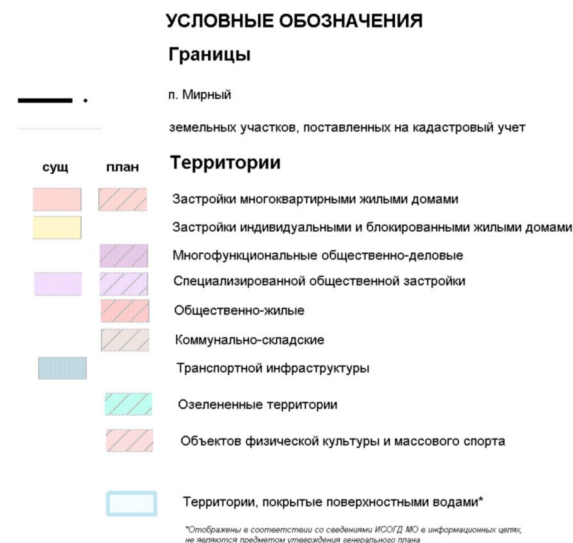 УСЛОВНЫЕ ОБОЗНАЧЕНИЯ
Границы
п. Мирный
земельных участков, поставленных на кадастровый учет
сущ план Территории
Застройки многоквартирными жилыми домами
Застройки индивидуальными и блокированными жилыми домами
Многофункциональные общественно-деловые
Специализированной общественной застройки
Общественно-жилые
Коммунально-складские
Транспортной инфраструктуры
Озелененные территории
Объектов физической культуры и массового спорта
Территории, покрытые поверхностными водами*
*Отображены в соответствии со сведениями ИСОГД МО в информационных целях,
не являются предметом утверждения генерального плана